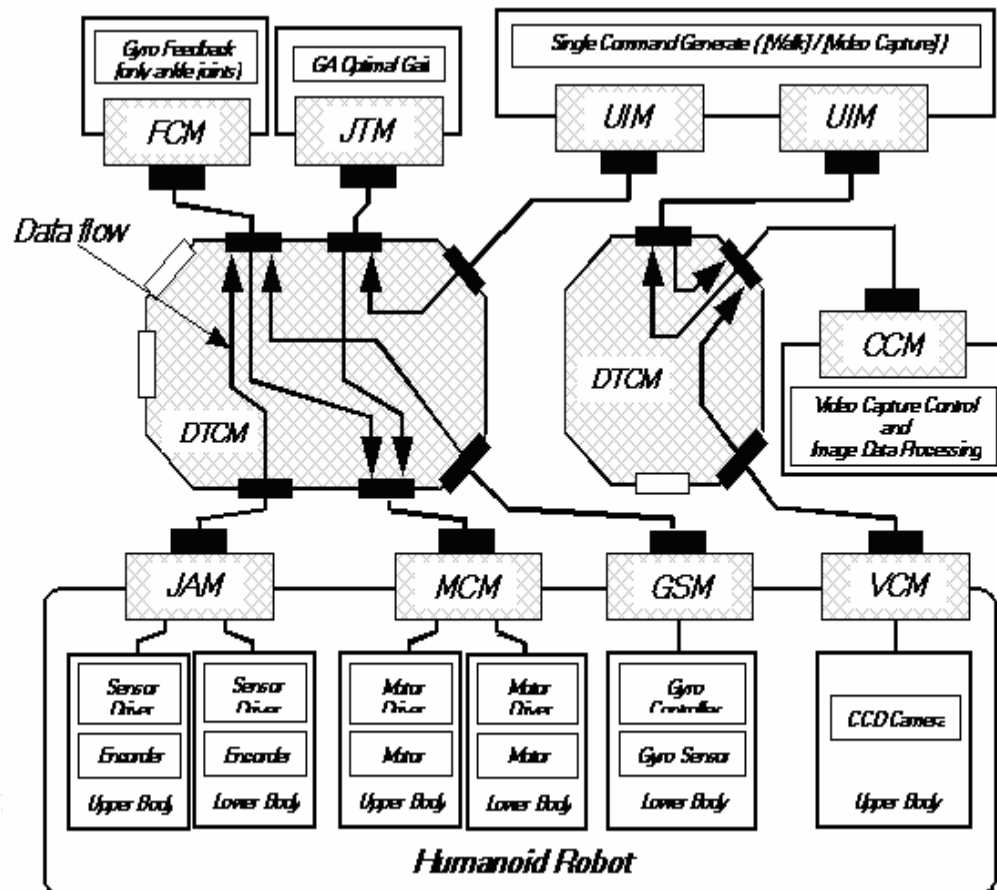 Gyro Feedback
(only ankle joints)
GA Optimal Gait
Single Command Generate ( [Walk] / [Video Capture] )
FCM
JTM
UIM
UIM
Data flow
DTCM
DTCM
CCM
Video Capture Control
and
Image Data Processing
JAM
MCM
GSM
VCM
Sensor
Driver
Sensor
Driver
Motor
Driver
Motor
Driver
Gyro
Controller
CCD Camera
Encorder
Encorder
Motor
Motor
Gyro Sensor
Upper Body
Lower Body
Upper Body
Lower Body
Lower Body
Upper Body
Humanoid Robot